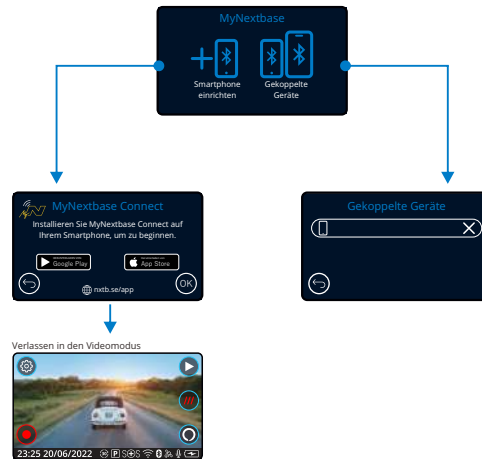 MyNextbase
Smartphone
einrichten
Gekoppelte
Geräte
MyNextbase Connect
Installieren Sie MyNextbase Connect auf
Ihrem Smartphone, um zu beginnen.
Google Play
App Store
nxtb.se/app
OK
Gekoppelte Geräte
Verlassen in den Videomodus
23:25 20/06/2022 P S S